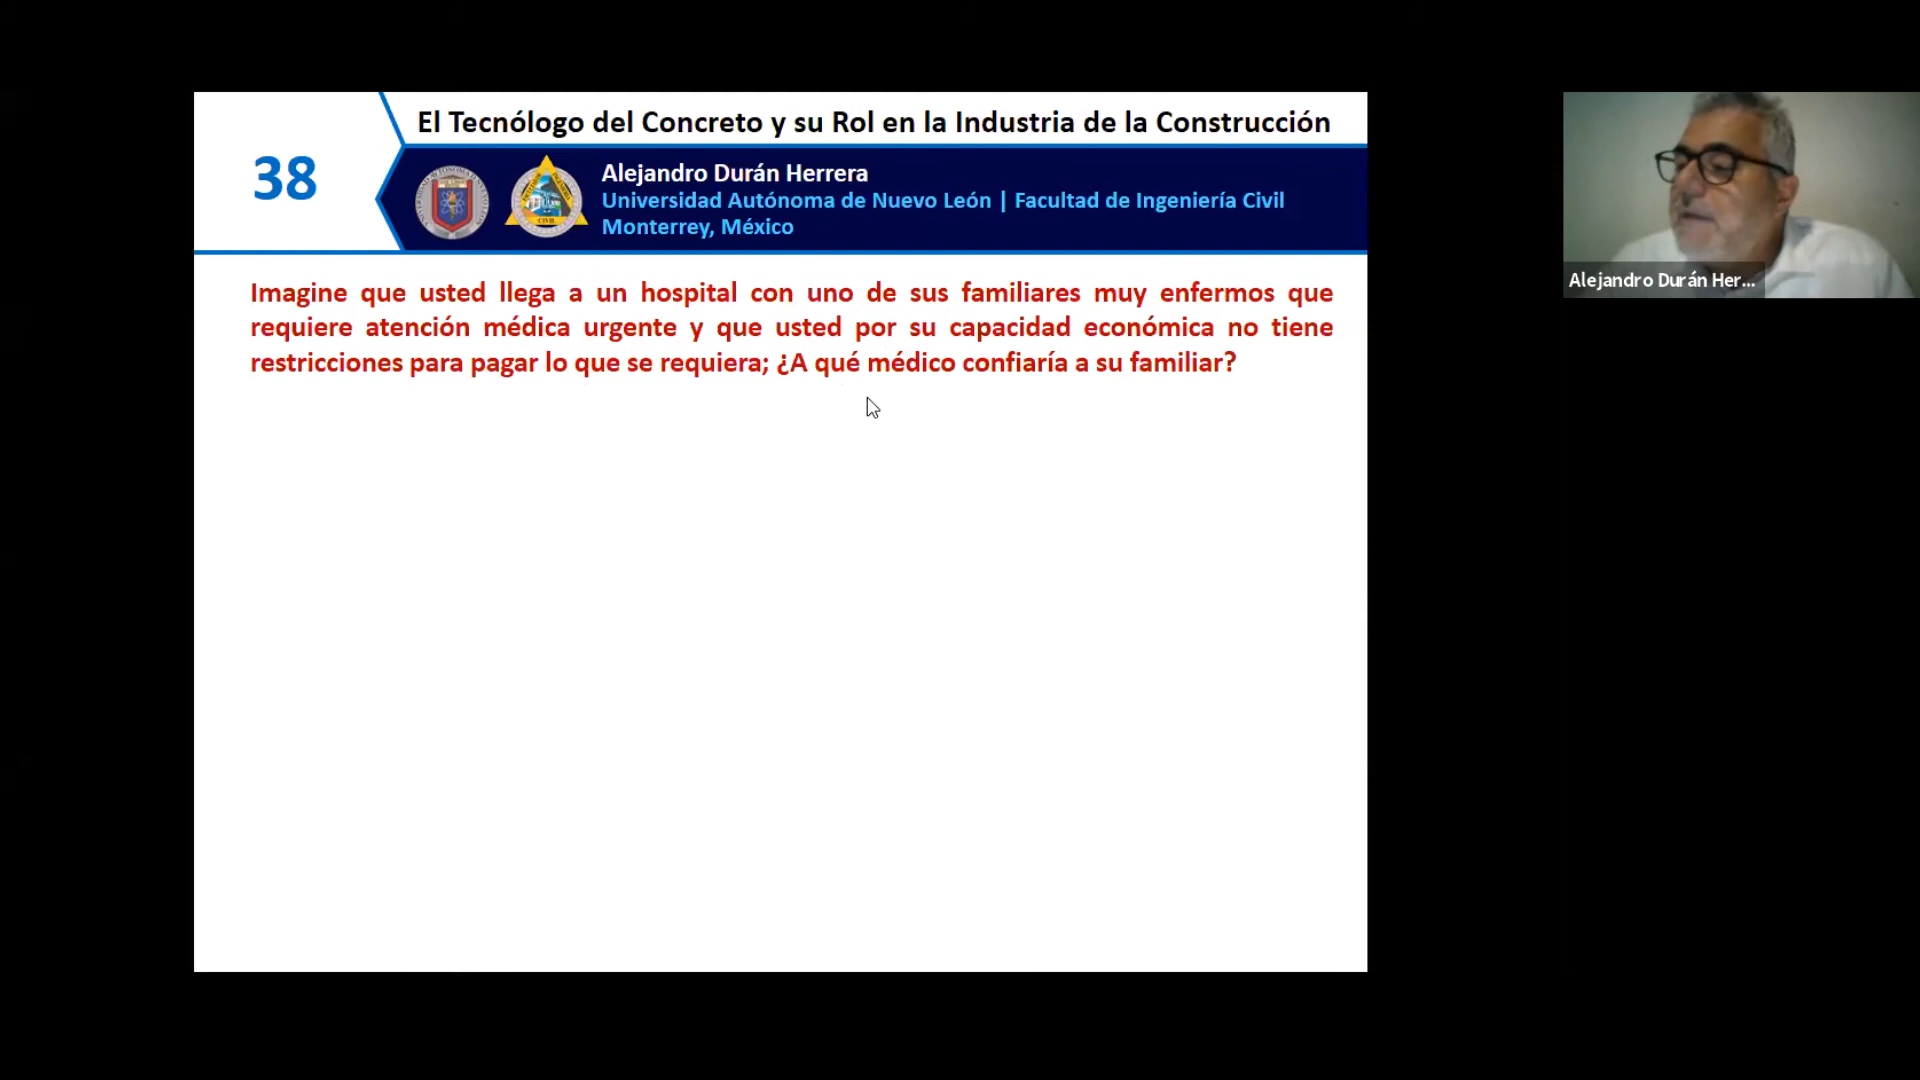 El Tecnólogo del Concreto y su Rol en la Industria de la Construcción
38
Alejandro Durán Herrera
Universidad Autónoma de Nuevo León | Facultad de Ingeniería Civil
Monterrey, México
Imagine que usted llega a un hospital con uno de sus familiares muy enfermos que
requiere atención médica urgente y que usted por su capacidad económica no tiene
restricciones para pagar lo que se requiera; ¿A qué médico confiaría a su familiar?
Alejandro Durán Her...
CIVIL